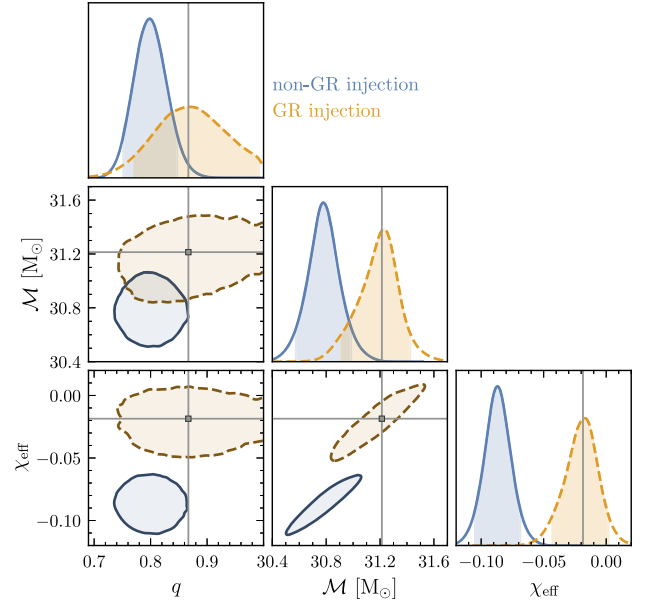 non-GR injection
GR injection
31.6
31.2
30.8
30.4
ℳ [M⊙]
0.00
−0.05
−0.10
χeff
0.7 0.8 0.9 30.4 30.8 31.2 31.6 −0.10 −0.05 0.00
q ℳ [M⊙] χeff